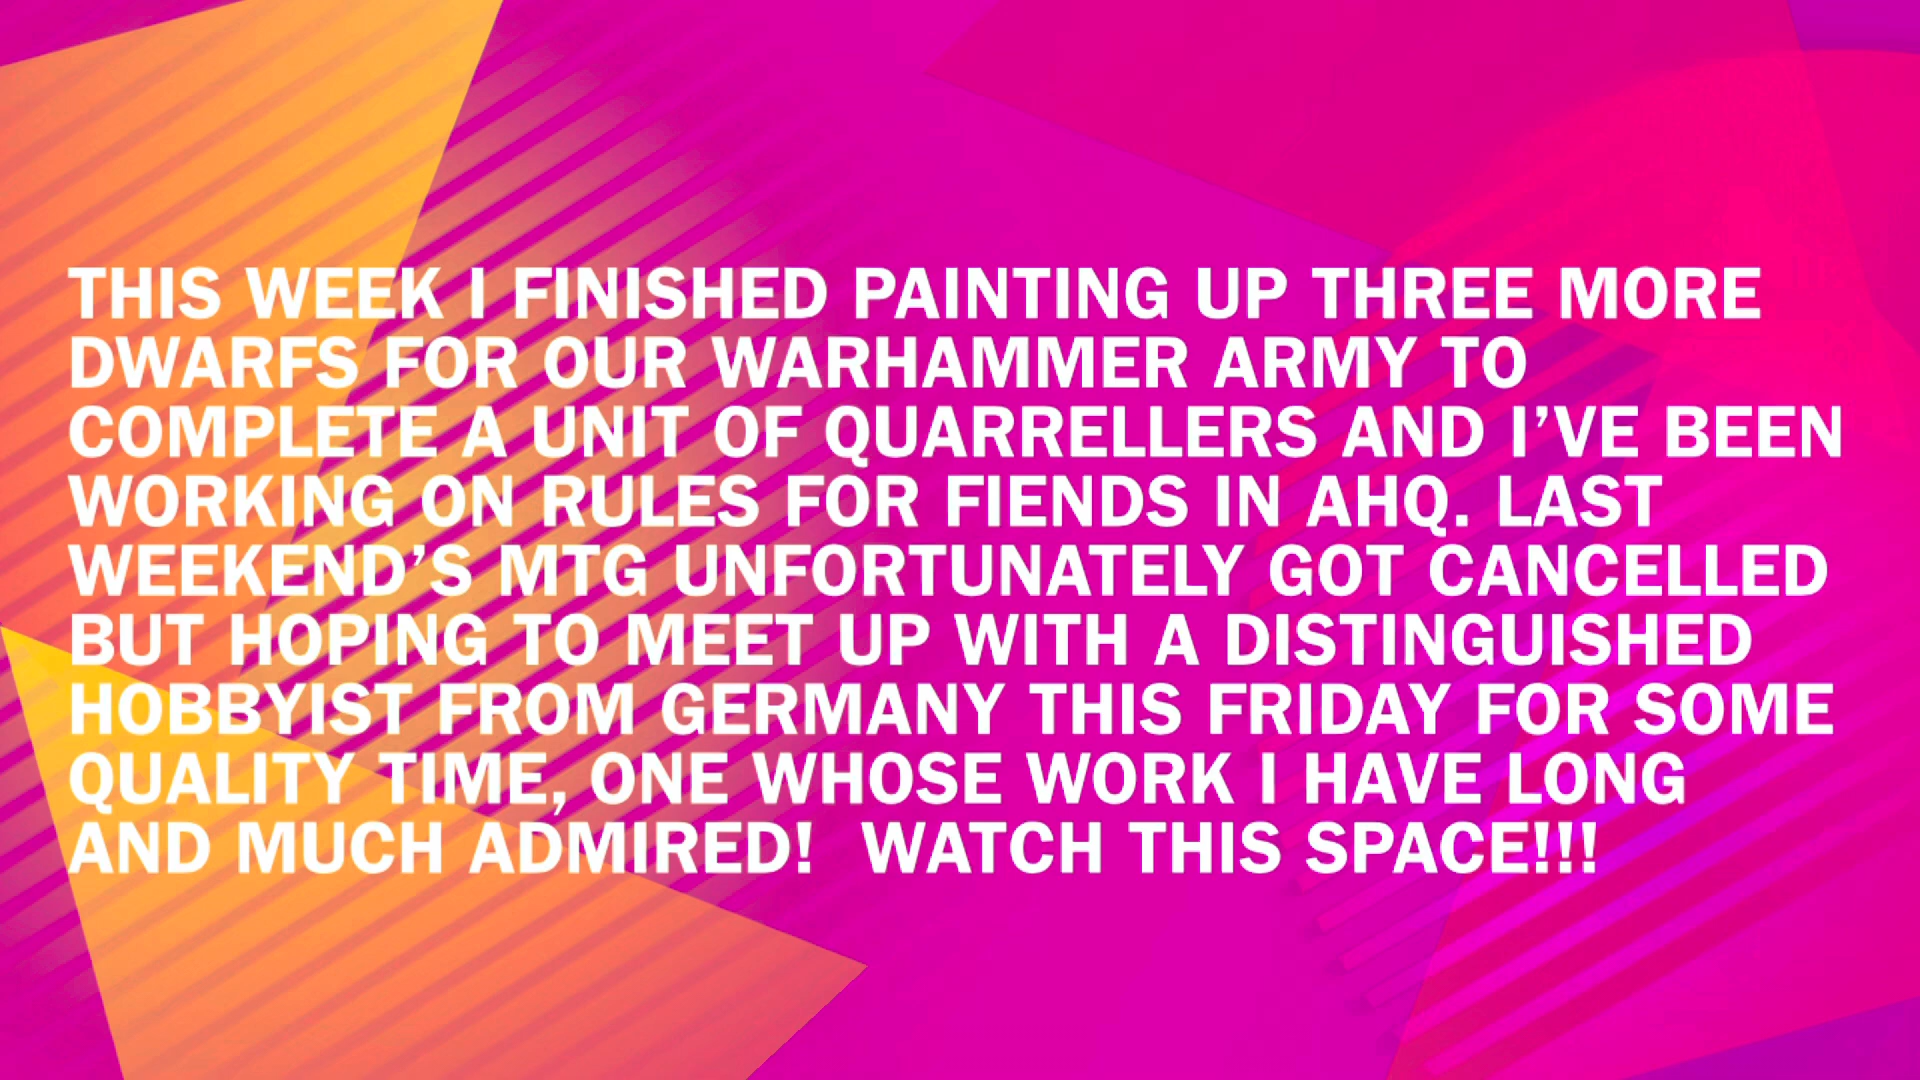 THIS WEEK I FINISHED PAINTING UP THREE MORE
DWARFS FOR OUR WARHAMMER ARMY TO
COMPLETE A UNIT OF QUARRELLERS AND I’VE BEEN
WORKING ON RULES FOR FIENDS IN AHQ. LAST
WEEKEND’S MTG UNFORTUNATELY GOT CANCELLED
BUT HOPING TO MEET UP WITH A DISTINGUISHED
HOBBYIST FROM GERMANY THIS FRIDAY FOR SOME
QUALITY TIME, ONE WHOSE WORK I HAVE LONG
AND MUCH ADMIRED!  WATCH THIS SPACE!!!